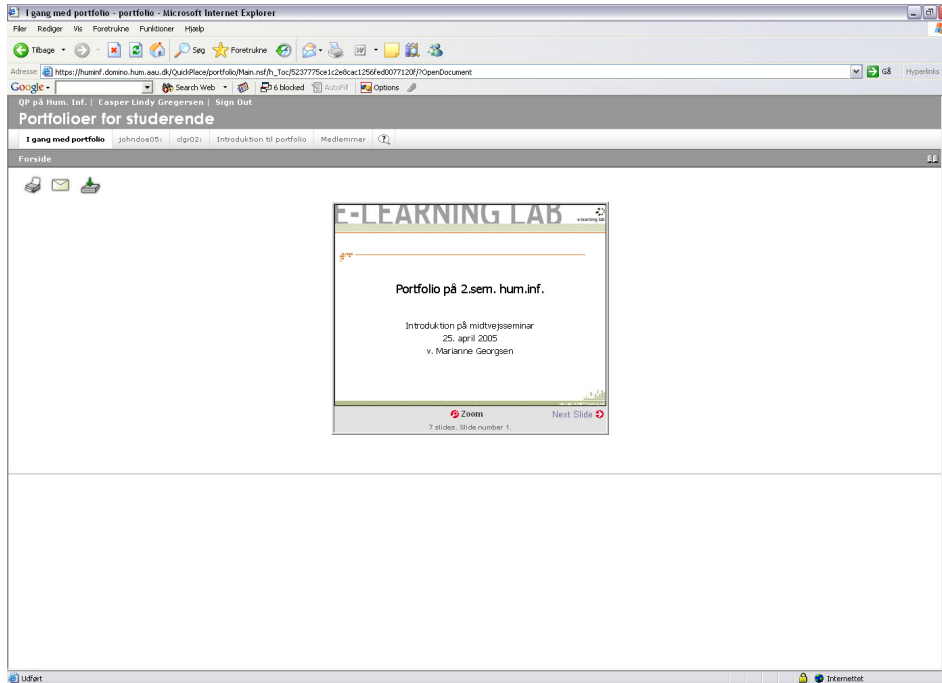 I gang med portfolio - portfolio - Microsoft Internet Explorer
Filer Rediger Vis Foretrukne Funktioner Hjælp
Tilbage Søg Foretrukne
Adresse https://huminf.domino.hum.aau.dk/QuickPlace/portfolio/Main.nsf/h_Toc/5237775ce1c2e8cac1256fed0077120f/?OpenDocument Gå Hyperlinks
Google Search Web 6 blocked AutoFill Options
QP på Hum. Inf. | Casper Lindy Gregersen | Sign Out
Portfolioer for studerende
I gang med portfolio johndoe05: clgr02: Introduktion til portfolio Medlemmer
Forside
E-LEARNING LAB
e-learning lab
Portfolio på 2.sem. hum.inf.
Introduktion på midtvejsseminar
25. april 2005
v. Marianne Georgsen
Zoom Next Slide
7 slides. Slide number 1.
Udført Internettet